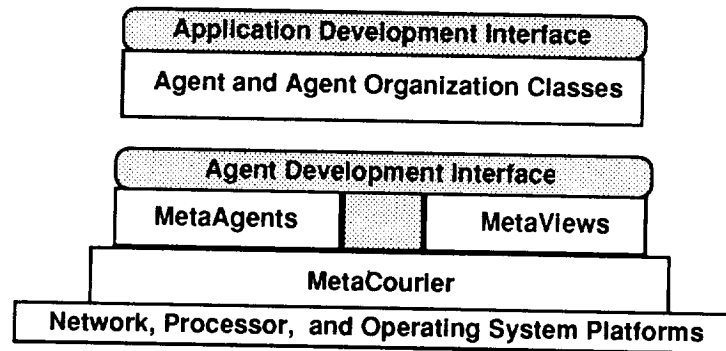 Application Development Interface
Agent and Agent Organization Classes
Agent Development Interface
MetaAgents MetaViews
MetaCourier
Network, Processor, and Operating System Platforms